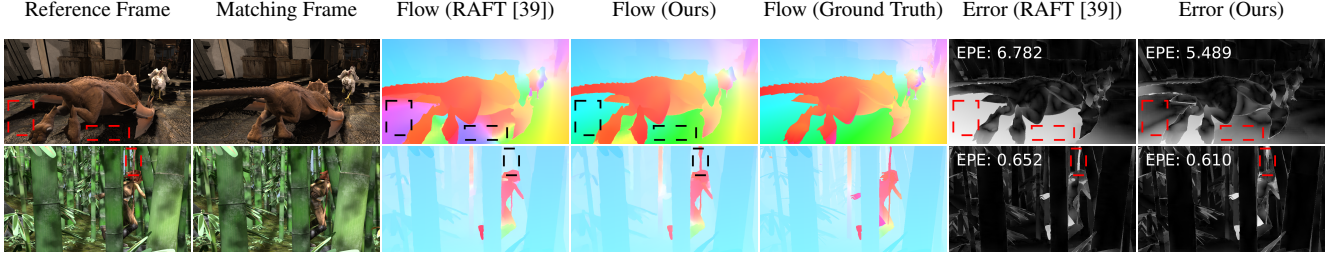 Reference Frame Matching Frame Flow (RAFT [39]) Flow (Ours) Flow (Ground Truth) Error (RAFT [39]) Error (Ours)
EPE: 6.782 EPE: 5.489
EPE: 0.652 EPE: 0.610